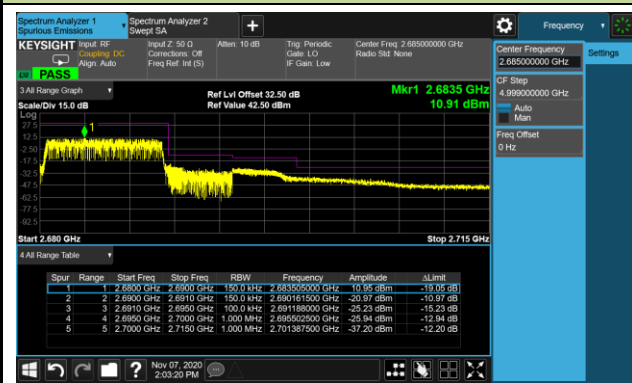 Spectrum Analyzer 1
Spurious Emissions
Spectrum Analyzer 2
Swept SA
Frequency
KEYSIGHT
Input: RF
Coupling: DC
Align: Auto
Input Z: 50 Ω
Corrections: Off
Freq Ref: Int (S)
Atten: 10 dB
Trig: Periodic
Gate: LO
IF Gain: Low
Center Freq: 2.685000000 GHz
Radio Std: None
PASS
Center Frequency
2.685000000 GHz
Settings
CF Step
4.999000000 GHz
Auto
Man
Freq Offset
0 Hz
3 All Range Graph
Scale/Div 15.0 dB
Ref Lvl Offset 32.50 dB
Ref Value 42.50 dBm
Mkr1 2.6835 GHz
10.91 dBm
Log
27.5
12.5
-2.50
-17.5
-32.5
-47.5
-62.5
-77.5
-92.5
1
Start 2.680 GHz
Stop 2.715 GHz
4 All Range Table
Spur Range Start Freq Stop Freq RBW Frequency Amplitude ΔLimit
1 1 2.6800 GHz 2.6900 GHz 150.0 kHz 2.683505000 GHz 10.95 dBm -19.05 dB
2 2 2.6900 GHz 2.6910 GHz 150.0 kHz 2.690161500 GHz -20.97 dBm -10.97 dB
3 3 2.6910 GHz 2.6950 GHz 100.0 kHz 2.691188000 GHz -25.23 dBm -15.23 dB
4 4 2.6950 GHz 2.7000 GHz 1.000 MHz 2.695502500 GHz -25.94 dBm -12.94 dB
5 5 2.7000 GHz 2.7150 GHz 1.000 MHz 2.701387500 GHz -37.20 dBm -12.20 dB
Nov 07, 2020
2:03:20 PM